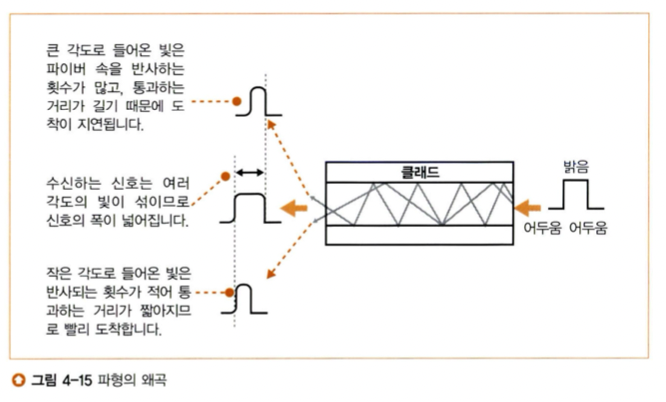 큰 각도로 들어온 빛은
파이버 속을 반사하는
횟수가 많고, 통과하는
거리가 길기 때문에 도
착이 지연됩니다.
수신하는 신호는 여러
각도의 빛이 섞이므로
신호의 폭이 넓어집니다.
작은 각도로 들어온 빛은
반사되는 횟수가 적어 통
과하는 거리가 짧아지므
로 빨리 도착합니다.
클래드
밝음
어두움 어두움
그림 4-15 파형의 왜곡